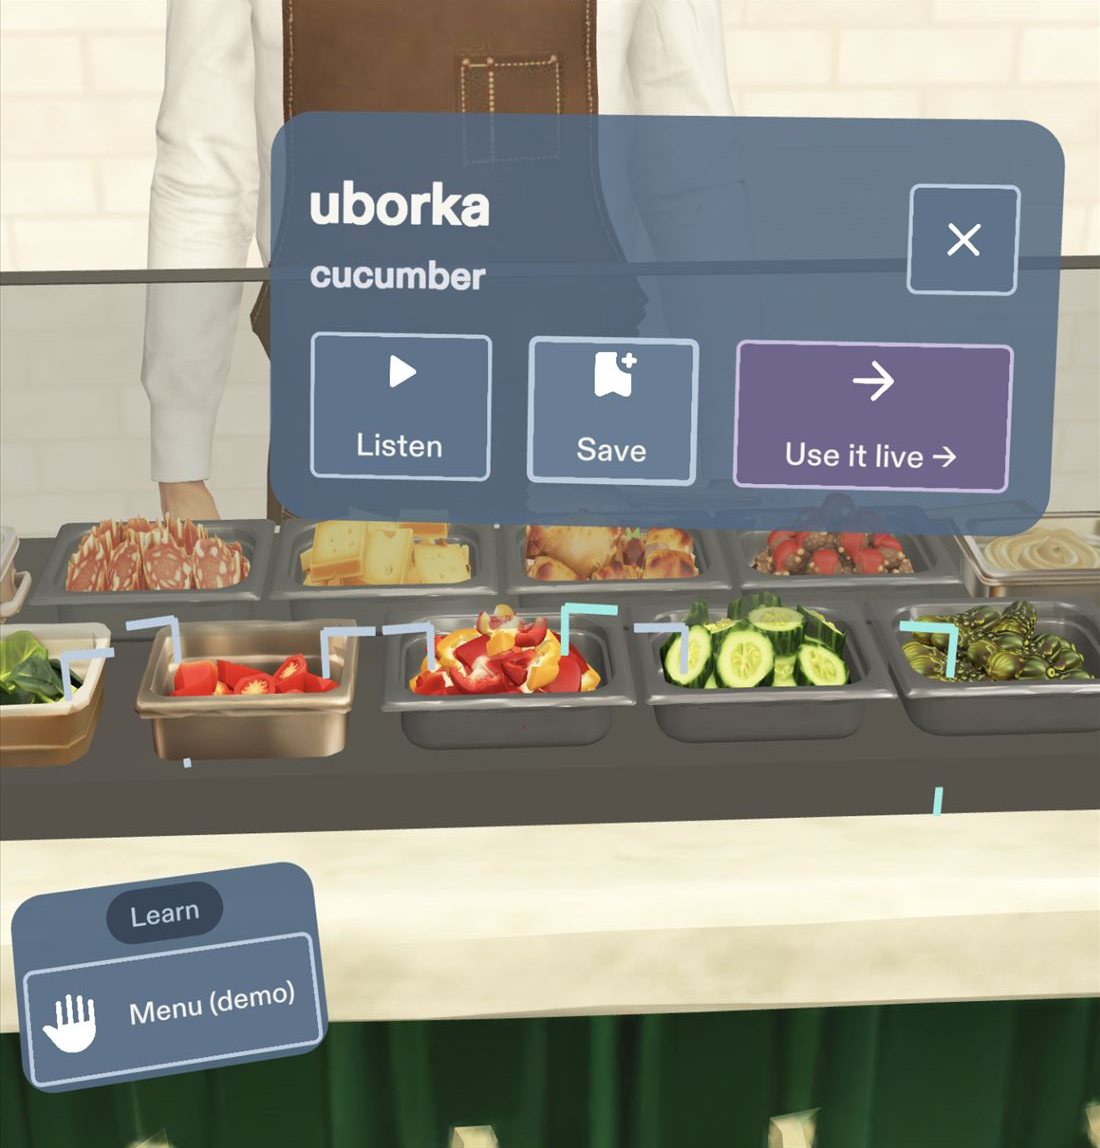 uborka
cucumber
Listen
Save
Use it live →
Learn
Menu (demo)